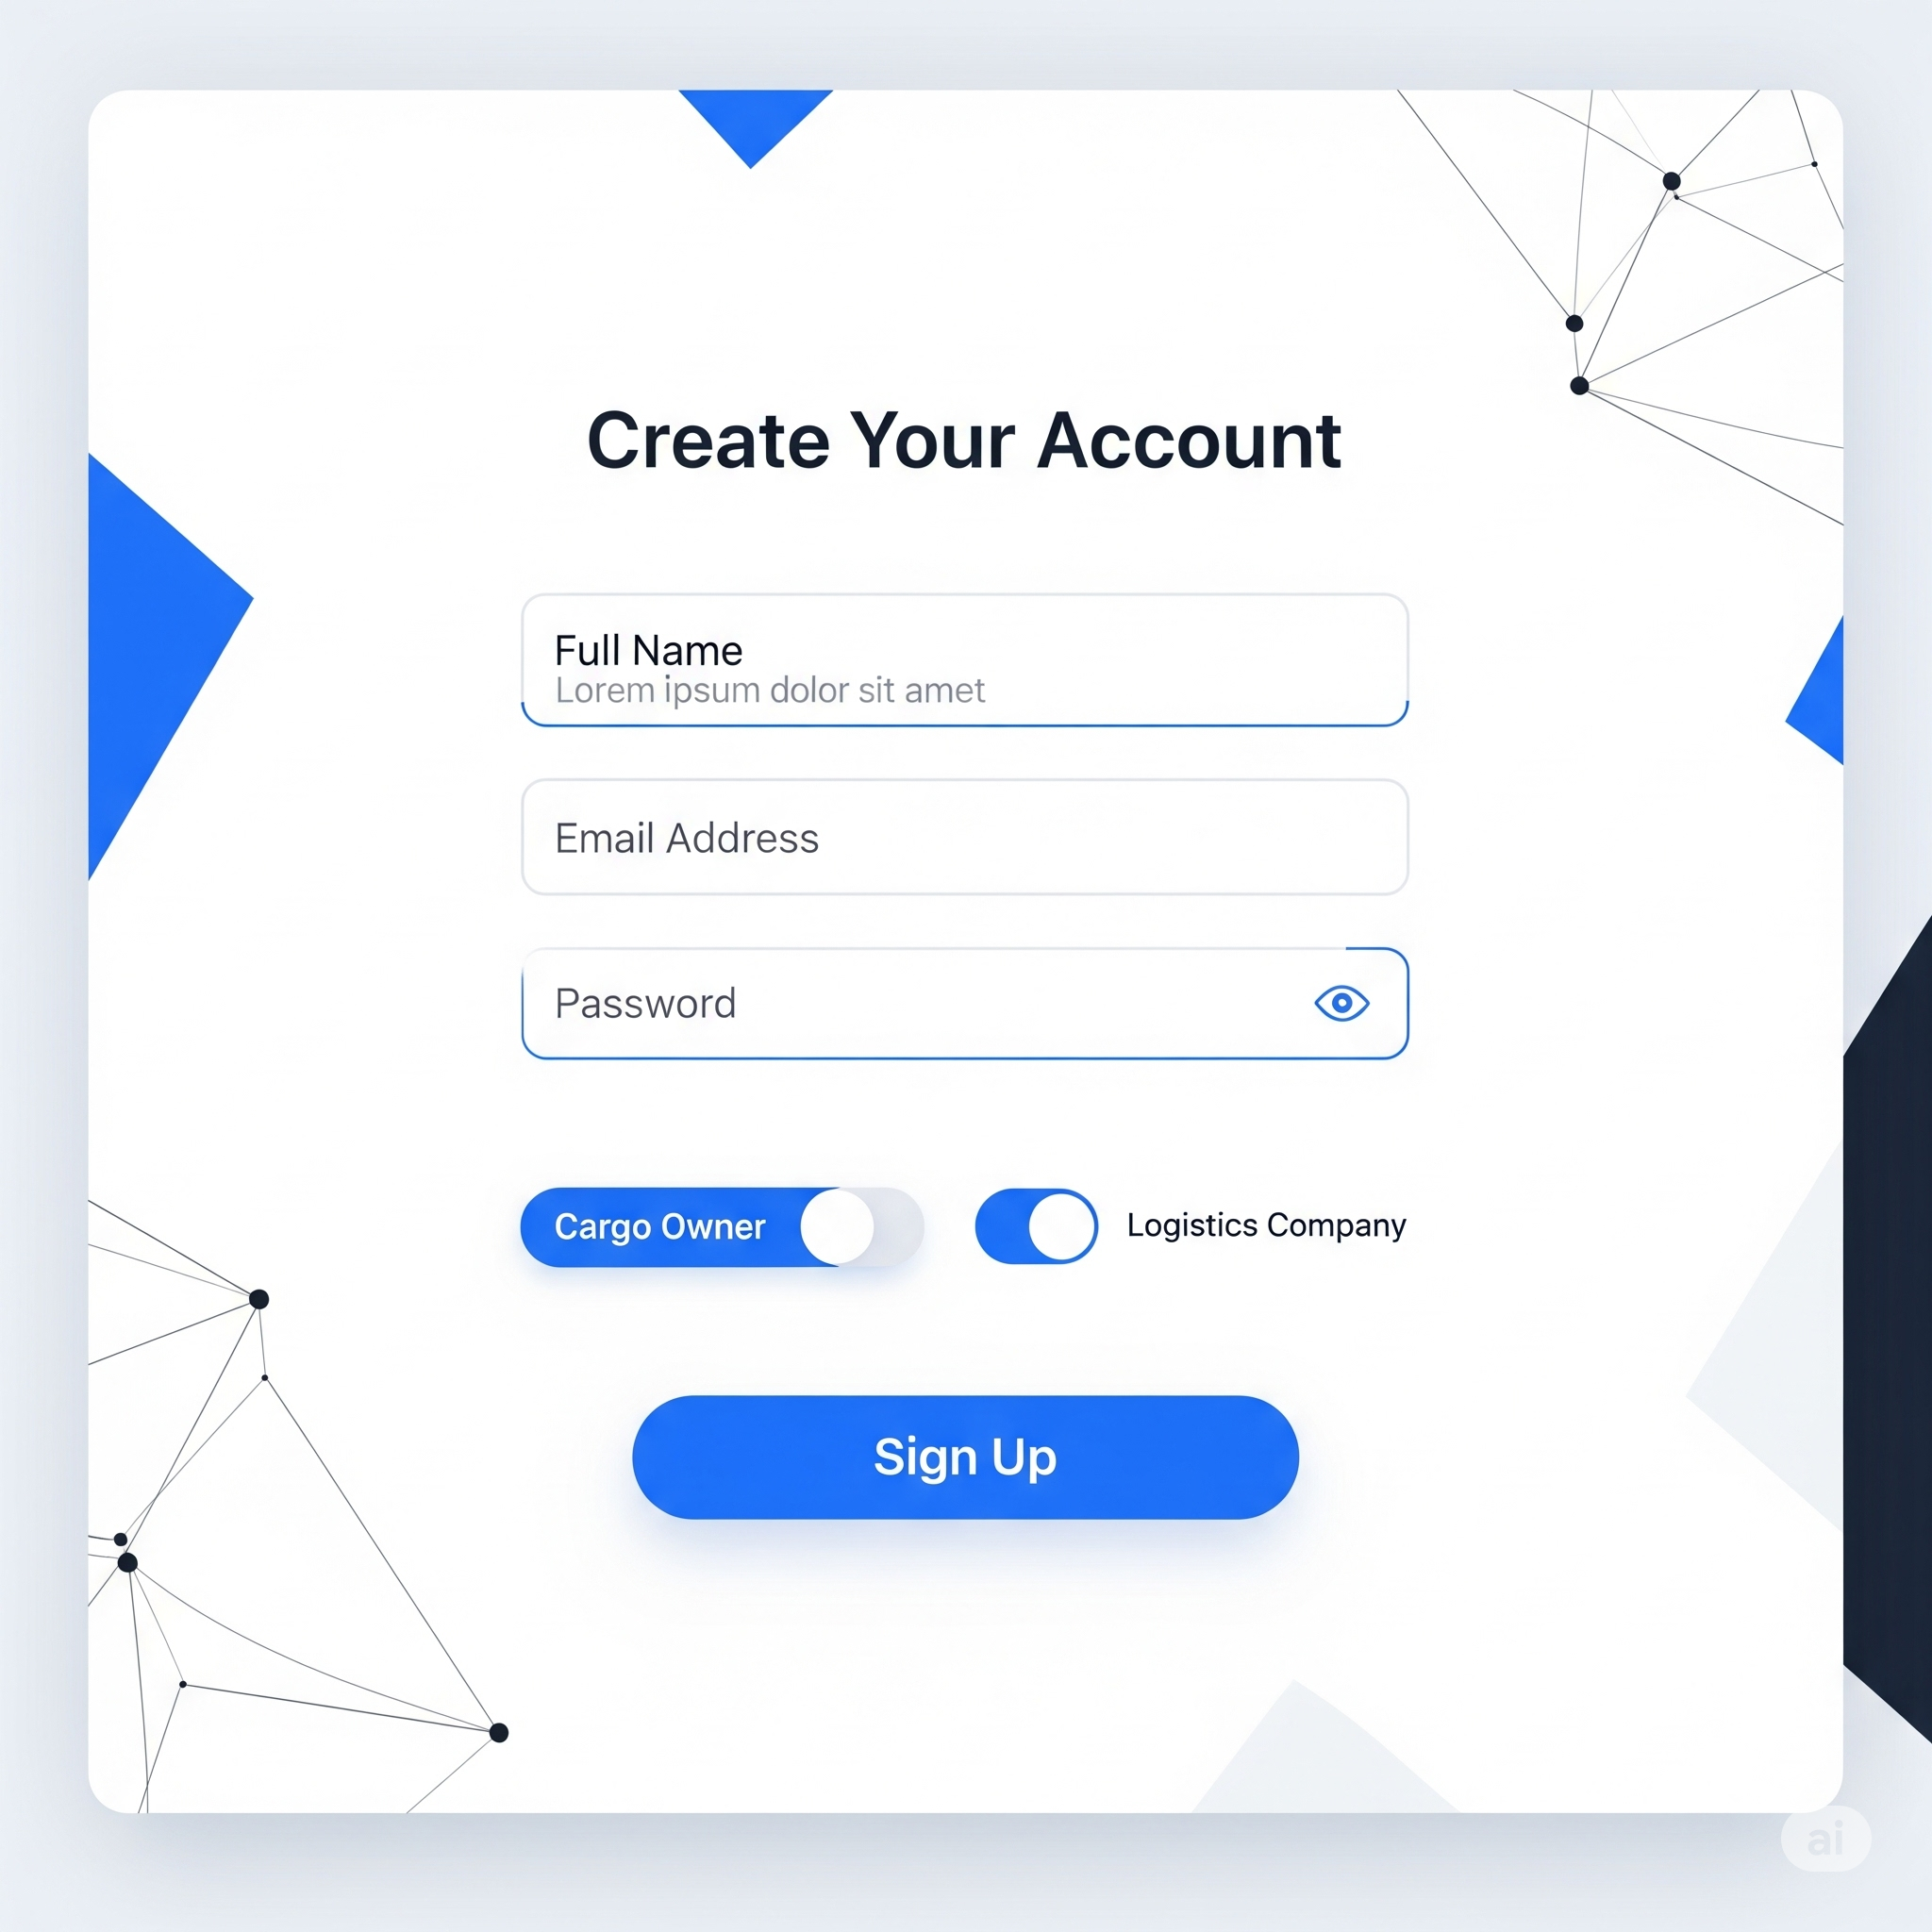 Create Your Account
Full Name
Lorem ipsum dolor sit amet
Email Address
Password
Cargo Owner
Logistics Company
Sign Up
ai